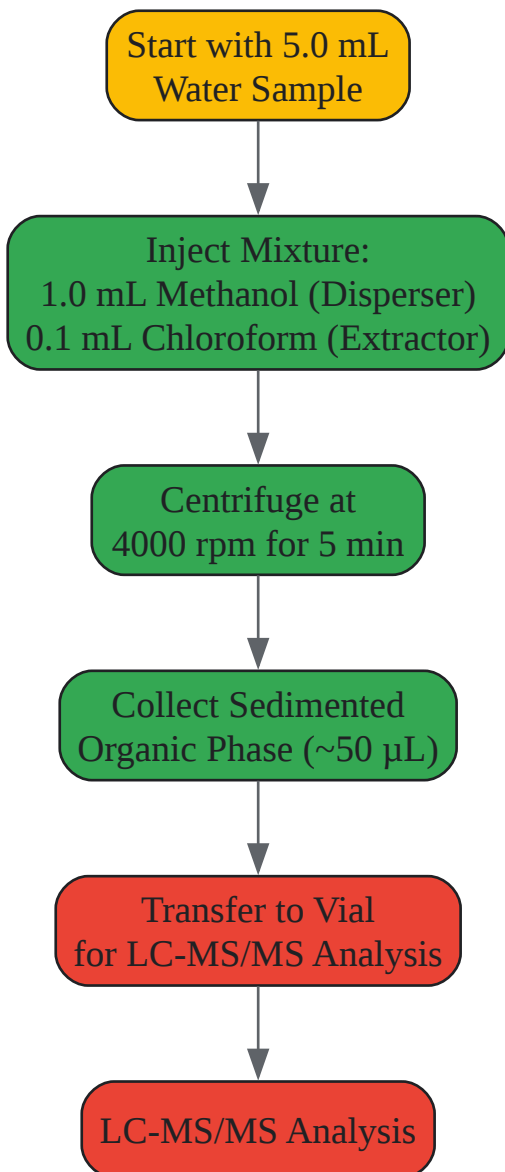 Start with 5.0 mL
Water Sample
Inject Mixture:
1.0 mL Methanol (Disperser)
0.1 mL Chloroform (Extractor)
Centrifuge at
4000 rpm for 5 min
Collect Sedimented
Organic Phase (~50 µL)
Transfer to Vial
for LC-MS/MS Analysis
LC-MS/MS Analysis